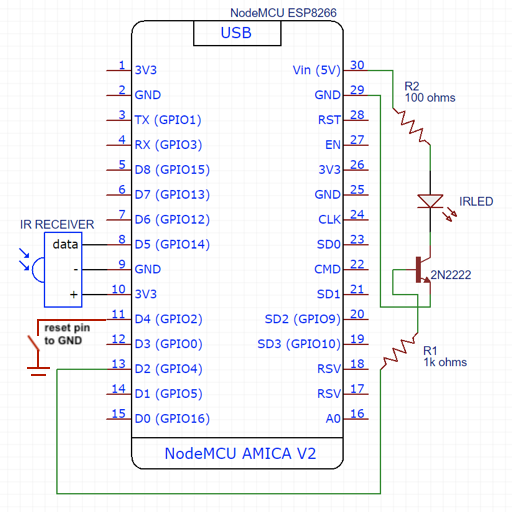 NodeMCU ESP8266
USB
1 3V3 Vin (5V) 30
2 GND GND 29
3 TX (GPIO1) RST 28
4 RX (GPIO3) EN 27
5 D8 (GPIO15) 3V3 26
6 D7 (GPIO13) GND 25
7 D6 (GPIO12) CLK 24
8 D5 (GPIO14) SD0 23
9 GND CMD 22
10 3V3 SD1 21
11 D4 (GPIO2) SD2 (GPIO9) 20
12 D3 (GPIO0) SD3 (GPIO10) 19
13 D2 (GPIO4) RSV 18
14 D1 (GPIO5) RSV 17
15 D0 (GPIO16) A0 16
NodeMCU AMICA V2
IR RECEIVER
data
-
+
reset pin
to GND
R2
100 ohms
IRLED
2N2222
R1
1k ohms